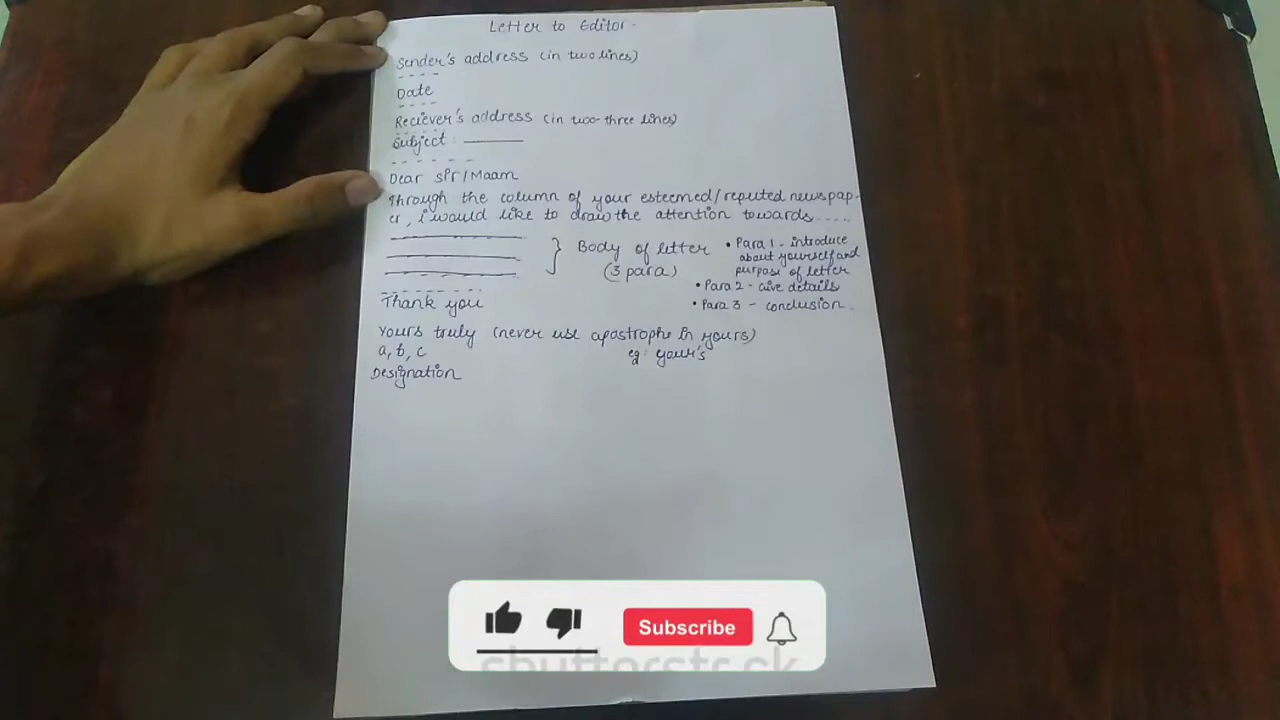 Letter to Editor-
Sender's address (in two lines)
Date
Reciever's address (in two-three lines)
Subject :
Dear Sir/Maam
Through the column of your esteemed/reputed newspap-
er, i would like to draw the attention towards.....
Body of letter
(3 para)
• Para 1 - introduce
about yourself and
purpose of letter
• Para 2 - Give details
• Para 3 - conclusion.
Thank you
Yours truly (never use apastrophe in yours)
a, b, c
eg: your's
Designation
Subscribe
shutterstock